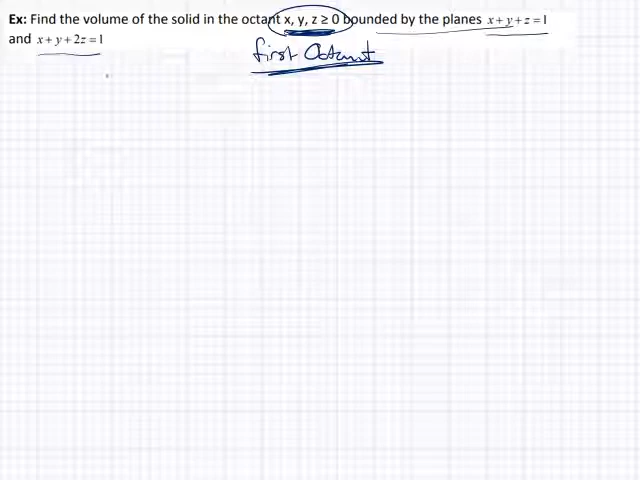 Ex: Find the volume of the solid in the octant x, y, z ≥ 0 bounded by the planes x + y + z = 1
and x + y + 2z = 1
first Octant